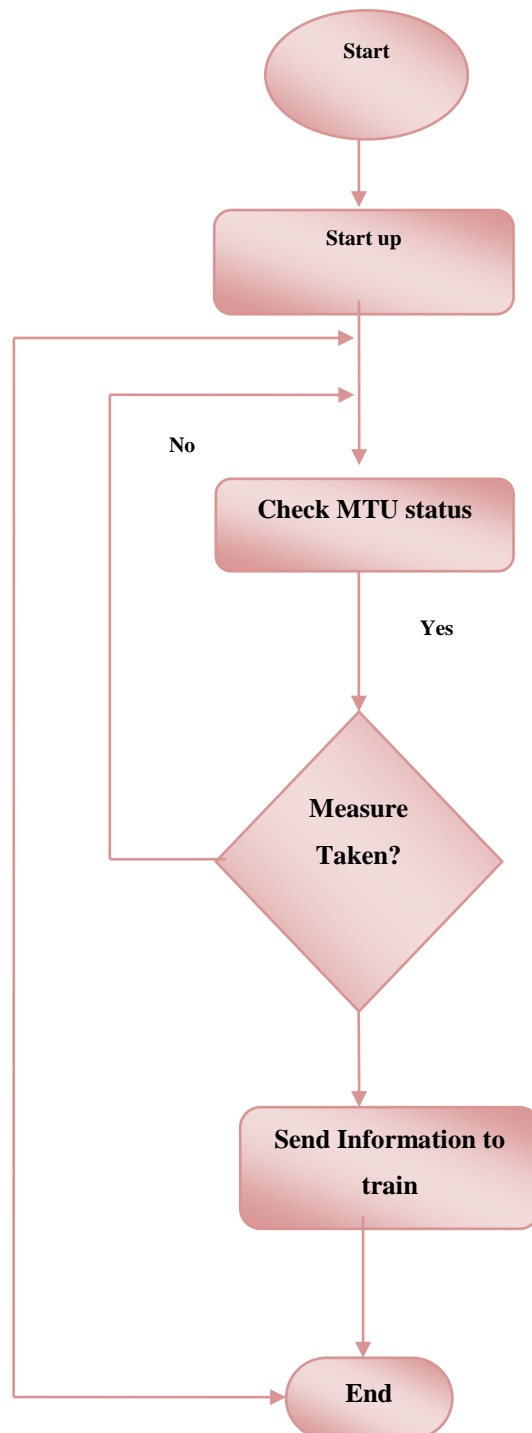 Start
Start up
No
Check MTU status
Yes
Measure
Taken?
Send Information to
train
End